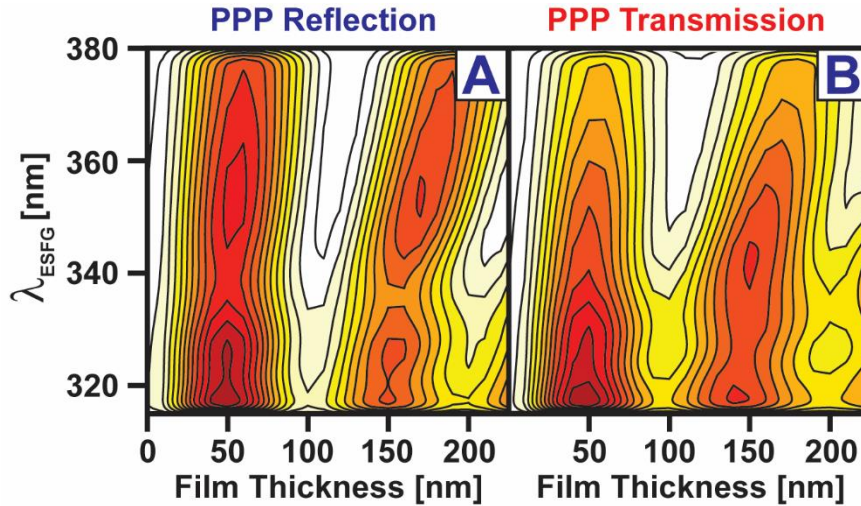 PPP Reflection PPP Transmission
A B
380
360
340
320
λESFG [nm]
0 50 100 150 200 50 100 150 200
Film Thickness [nm] Film Thickness [nm]